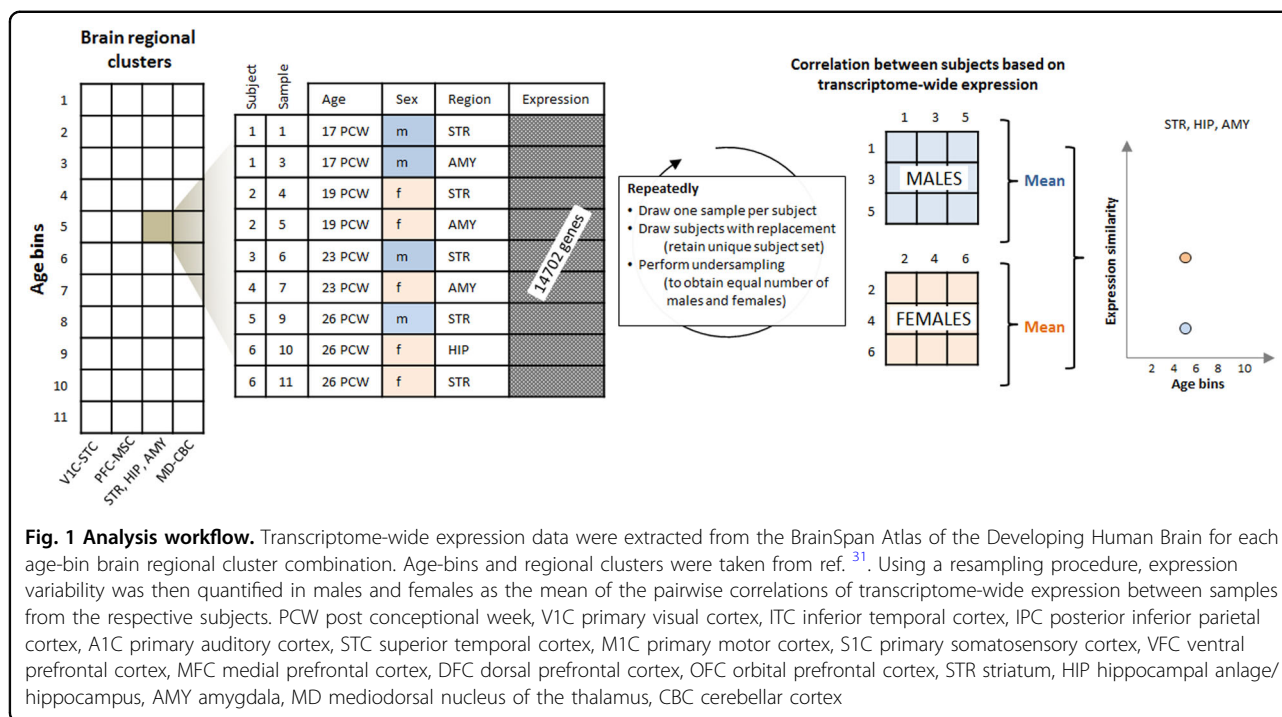 Brain regional
clusters
Age bins
1
2
3
4
5
6
7
8
9
10
11
V1C-STC
PFC-MSC
STR, HIP, AMY
MD-CBC
Subject Sample Age Sex Region Expression
1 1 17 PCW m STR
1 3 17 PCW m AMY
2 4 19 PCW f STR
2 5 19 PCW f AMY
3 6 23 PCW m STR
4 7 23 PCW f AMY
5 9 26 PCW m STR
6 10 26 PCW f HIP
6 11 26 PCW f STR
14702 genes
Repeatedly
• Draw one sample per subject
• Draw subjects with replacement
(retain unique subject set)
• Perform undersampling
(to obtain equal number of
males and females)
Correlation between subjects based on
transcriptome-wide expression
1 3 5
1
3
5
MALES
Mean
2 4 6
2
4
6
FEMALES
Mean
STR, HIP, AMY
Expression similarity
2 4 6 8 10
Age bins
Fig. 1 Analysis workflow. Transcriptome-wide expression data were extracted from the BrainSpan Atlas of the Developing Human Brain for each
age-bin brain regional cluster combination. Age-bins and regional clusters were taken from ref. 31. Using a resampling procedure, expression
variability was then quantified in males and females as the mean of the pairwise correlations of transcriptome-wide expression between samples
from the respective subjects. PCW post conceptional week, V1C primary visual cortex, ITC inferior temporal cortex, IPC posterior inferior parietal
cortex, A1C primary auditory cortex, STC superior temporal cortex, M1C primary motor cortex, S1C primary somatosensory cortex, VFC ventral
prefrontal cortex, MFC medial prefrontal cortex, DFC dorsal prefrontal cortex, OFC orbital prefrontal cortex, STR striatum, HIP hippocampal anlage/
hippocampus, AMY amygdala, MD mediodorsal nucleus of the thalamus, CBC cerebellar cortex